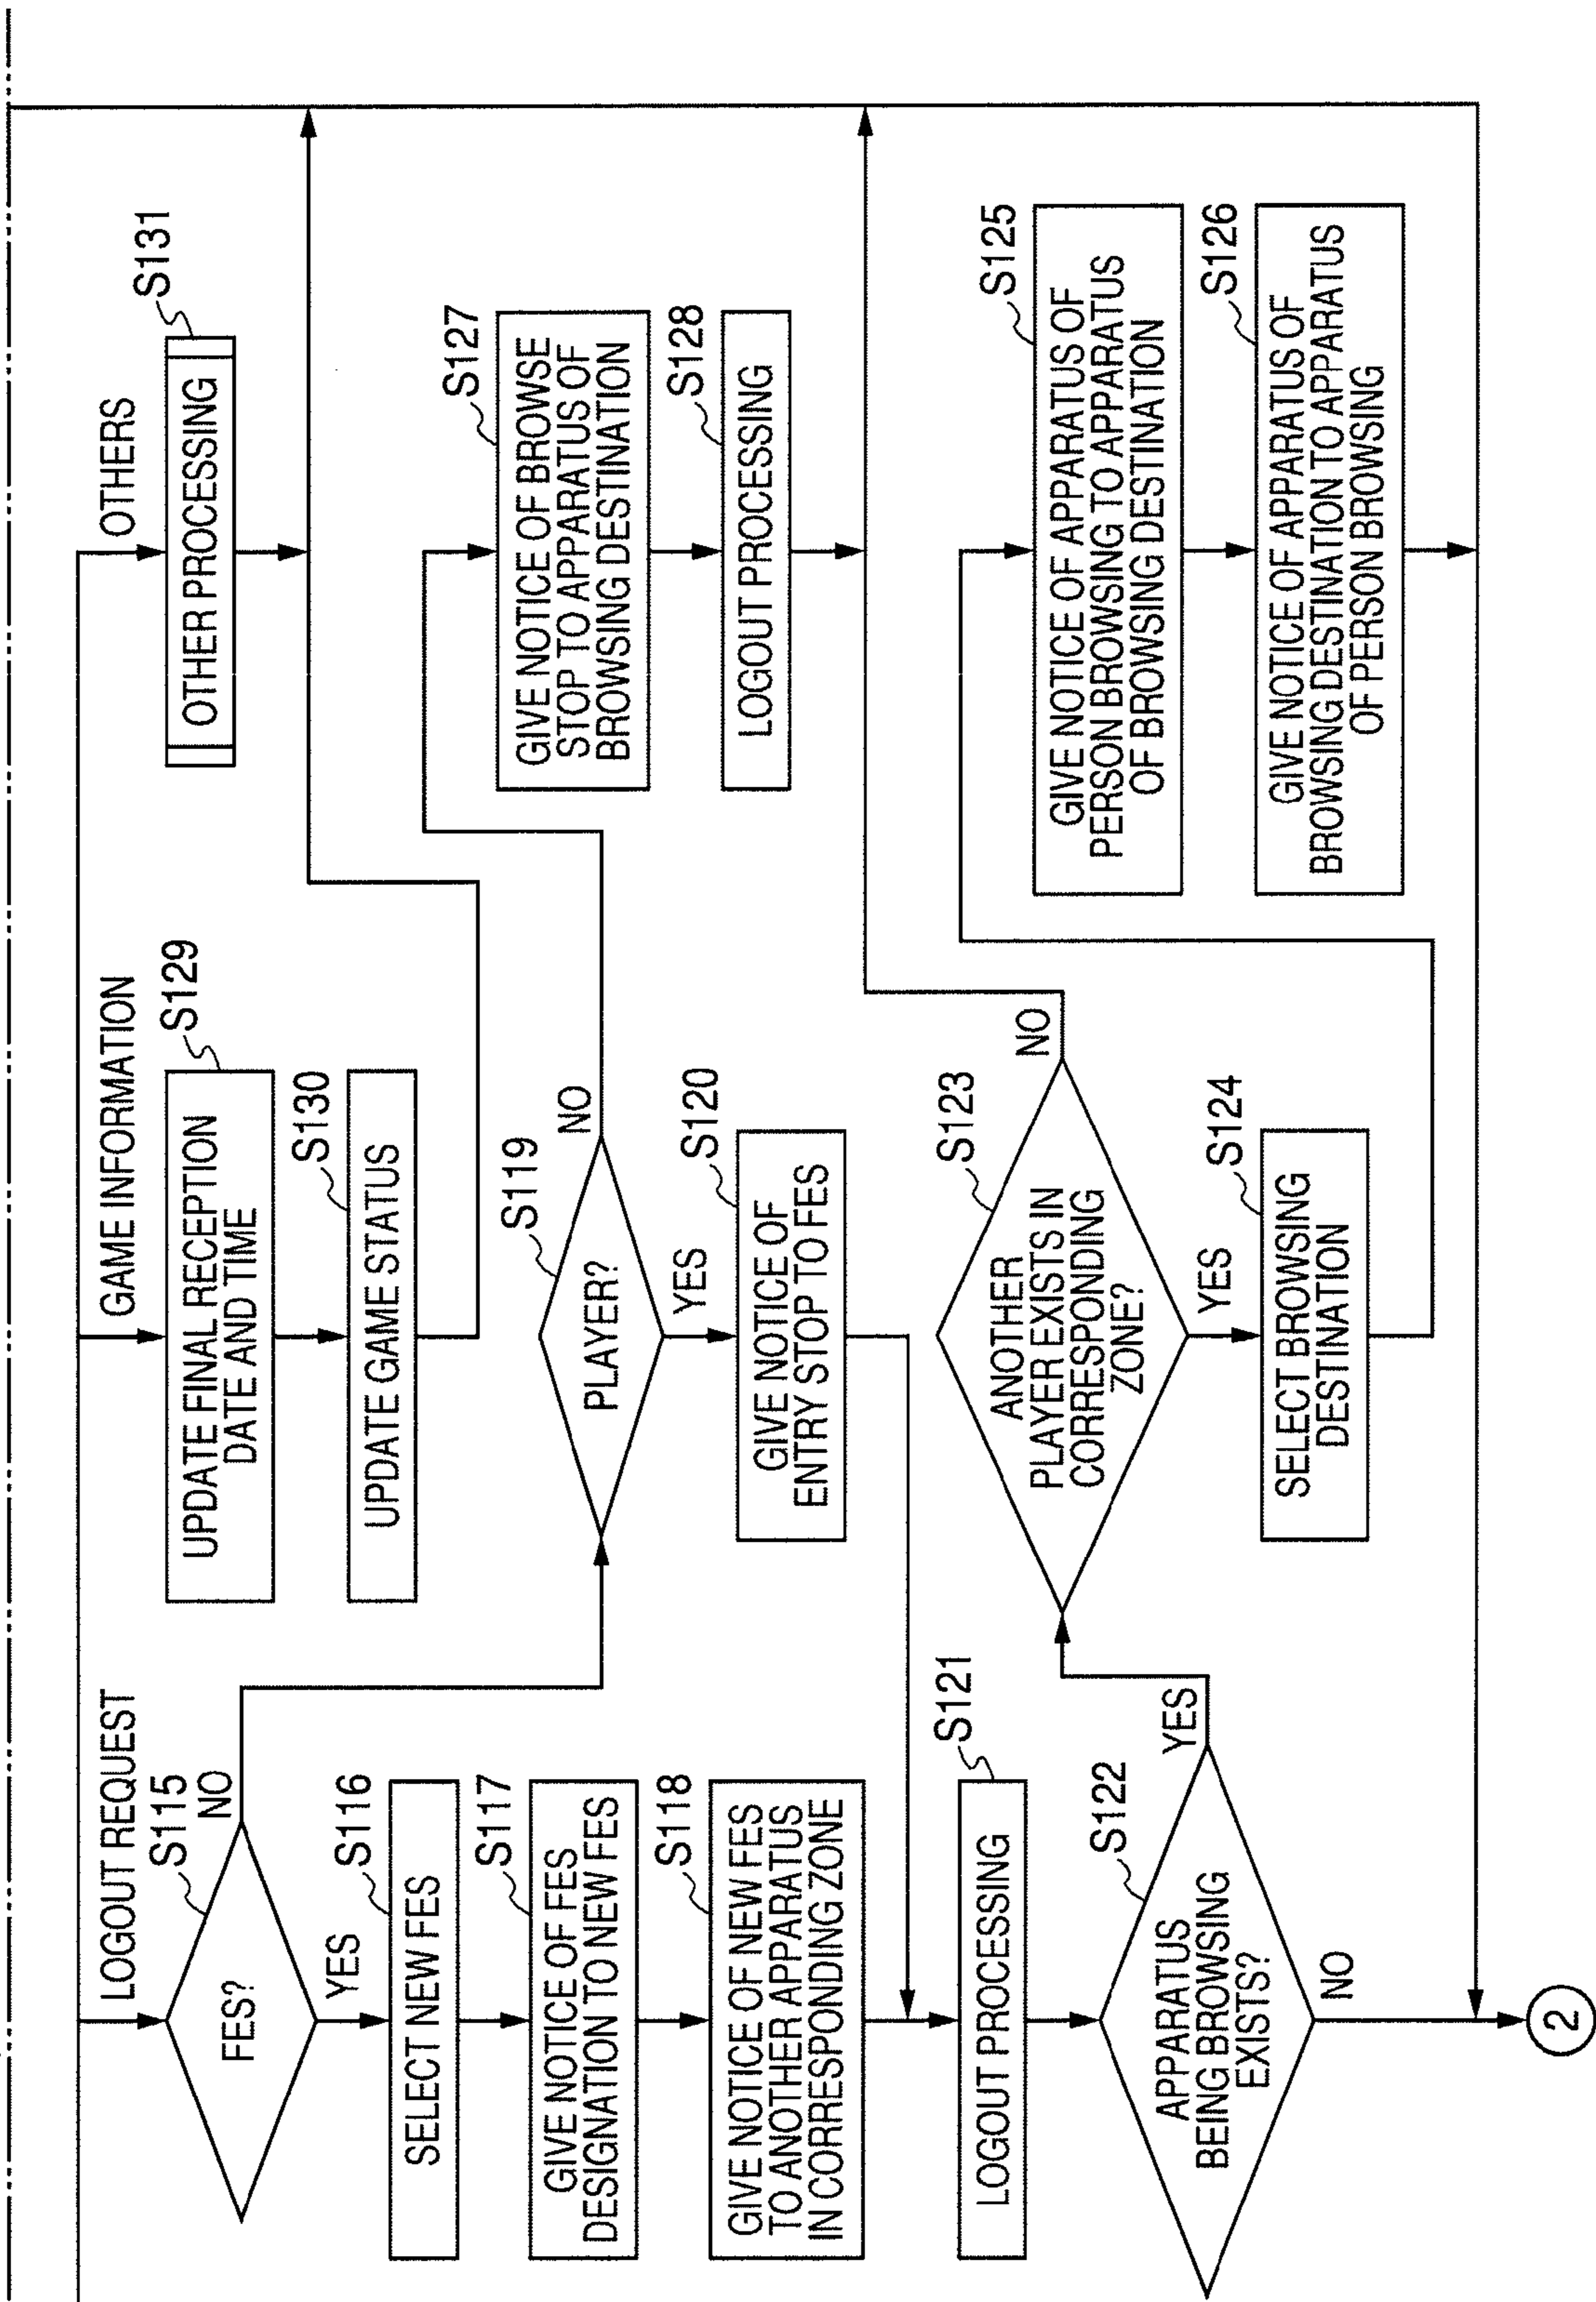 LOGOUT REQUEST
S115
FES?
NO
YES
S116
SELECT NEW FES
S117
GIVE NOTICE OF FES
DESIGNATION TO NEW FES
S118
GIVE NOTICE OF NEW FES
TO ANOTHER APPARATUS
IN CORRESPONDING ZONE
S121
LOGOUT PROCESSING
S122
APPARATUS
BEING BROWSING
EXISTS?
YES
NO
2
GAME INFORMATION
S129
UPDATE FINAL RECEPTION
DATE AND TIME
S130
UPDATE GAME STATUS
S119
PLAYER?
NO
YES
S120
GIVE NOTICE OF
ENTRY STOP TO FES
S123
ANOTHER
PLAYER EXISTS IN
CORRESPONDING
ZONE?
NO
YES
S124
SELECT BROWSING
DESTINATION
OTHERS
S131
OTHER PROCESSING
S127
GIVE NOTICE OF BROWSE
STOP TO APPARATUS OF
BROWSING DESTINATION
S128
LOGOUT PROCESSING
S125
GIVE NOTICE OF APPARATUS OF
PERSON BROWSING TO APPARATUS
OF BROWSING DESTINATION
S126
GIVE NOTICE OF APPARATUS OF
BROWSING DESTINATION TO APPARATUS
OF PERSON BROWSING